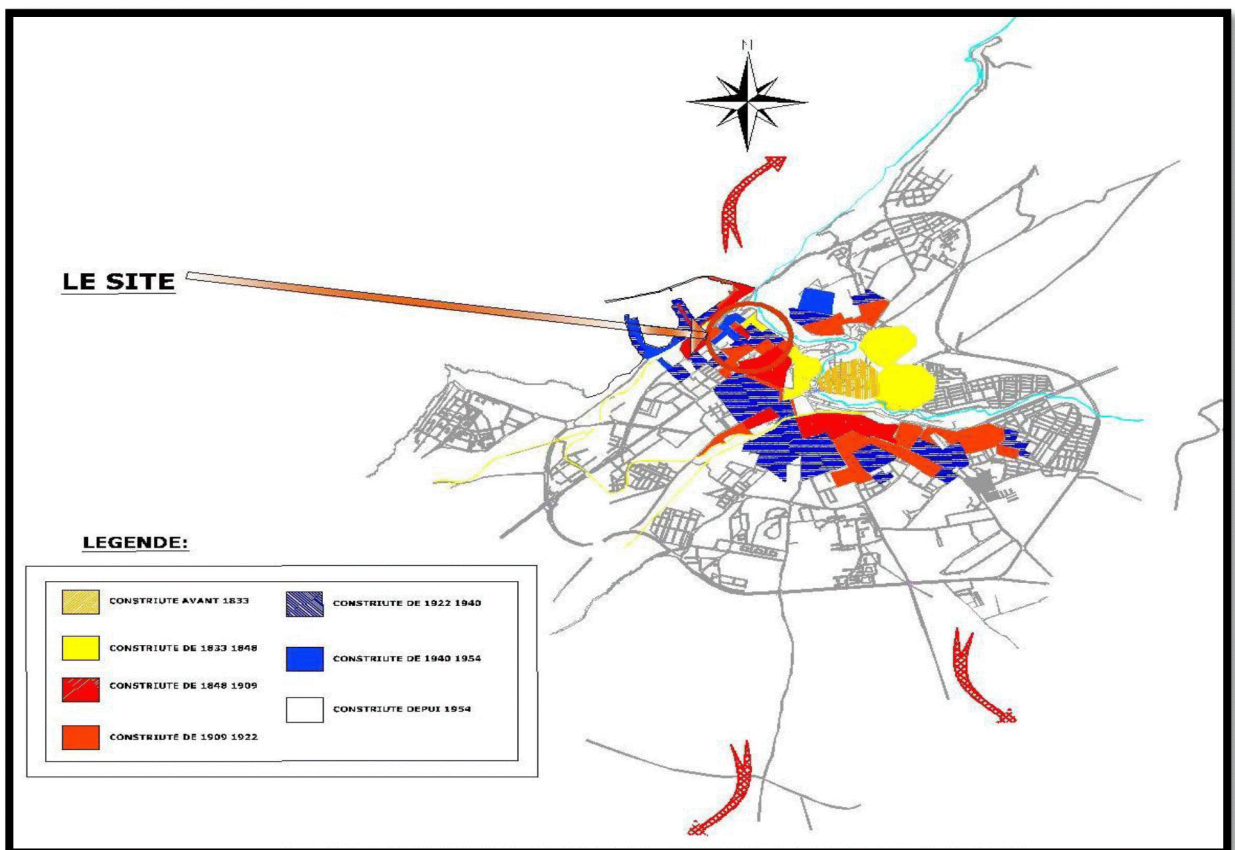 N
LE SITE
LEGENDE:
CONSTRIUTE AVANT 1833
CONSTRIUTE DE 1833 1848
CONSTRIUTE DE 1848 1909
CONSTRIUTE DE 1909 1922
CONSTRIUTE DE 1922 1940
CONSTRIUTE DE 1940 1954
CONSTRIUTE DEPUI 1954